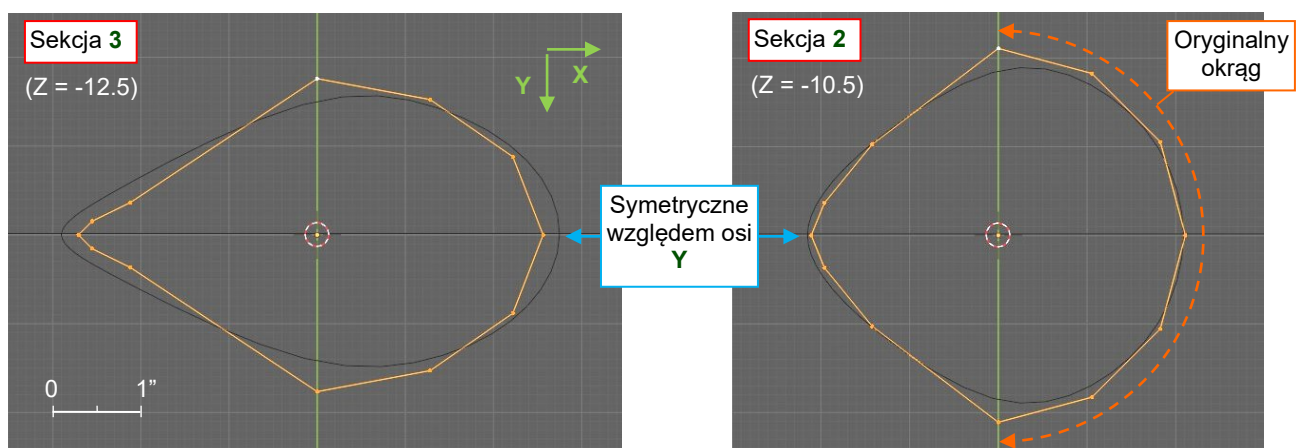 Sekcja 3
(Z = -12.5)
Y
X
0
1”
Symetryczne
względem osi
Y
Sekcja 2
(Z = -10.5)
Oryginalny
okrąg